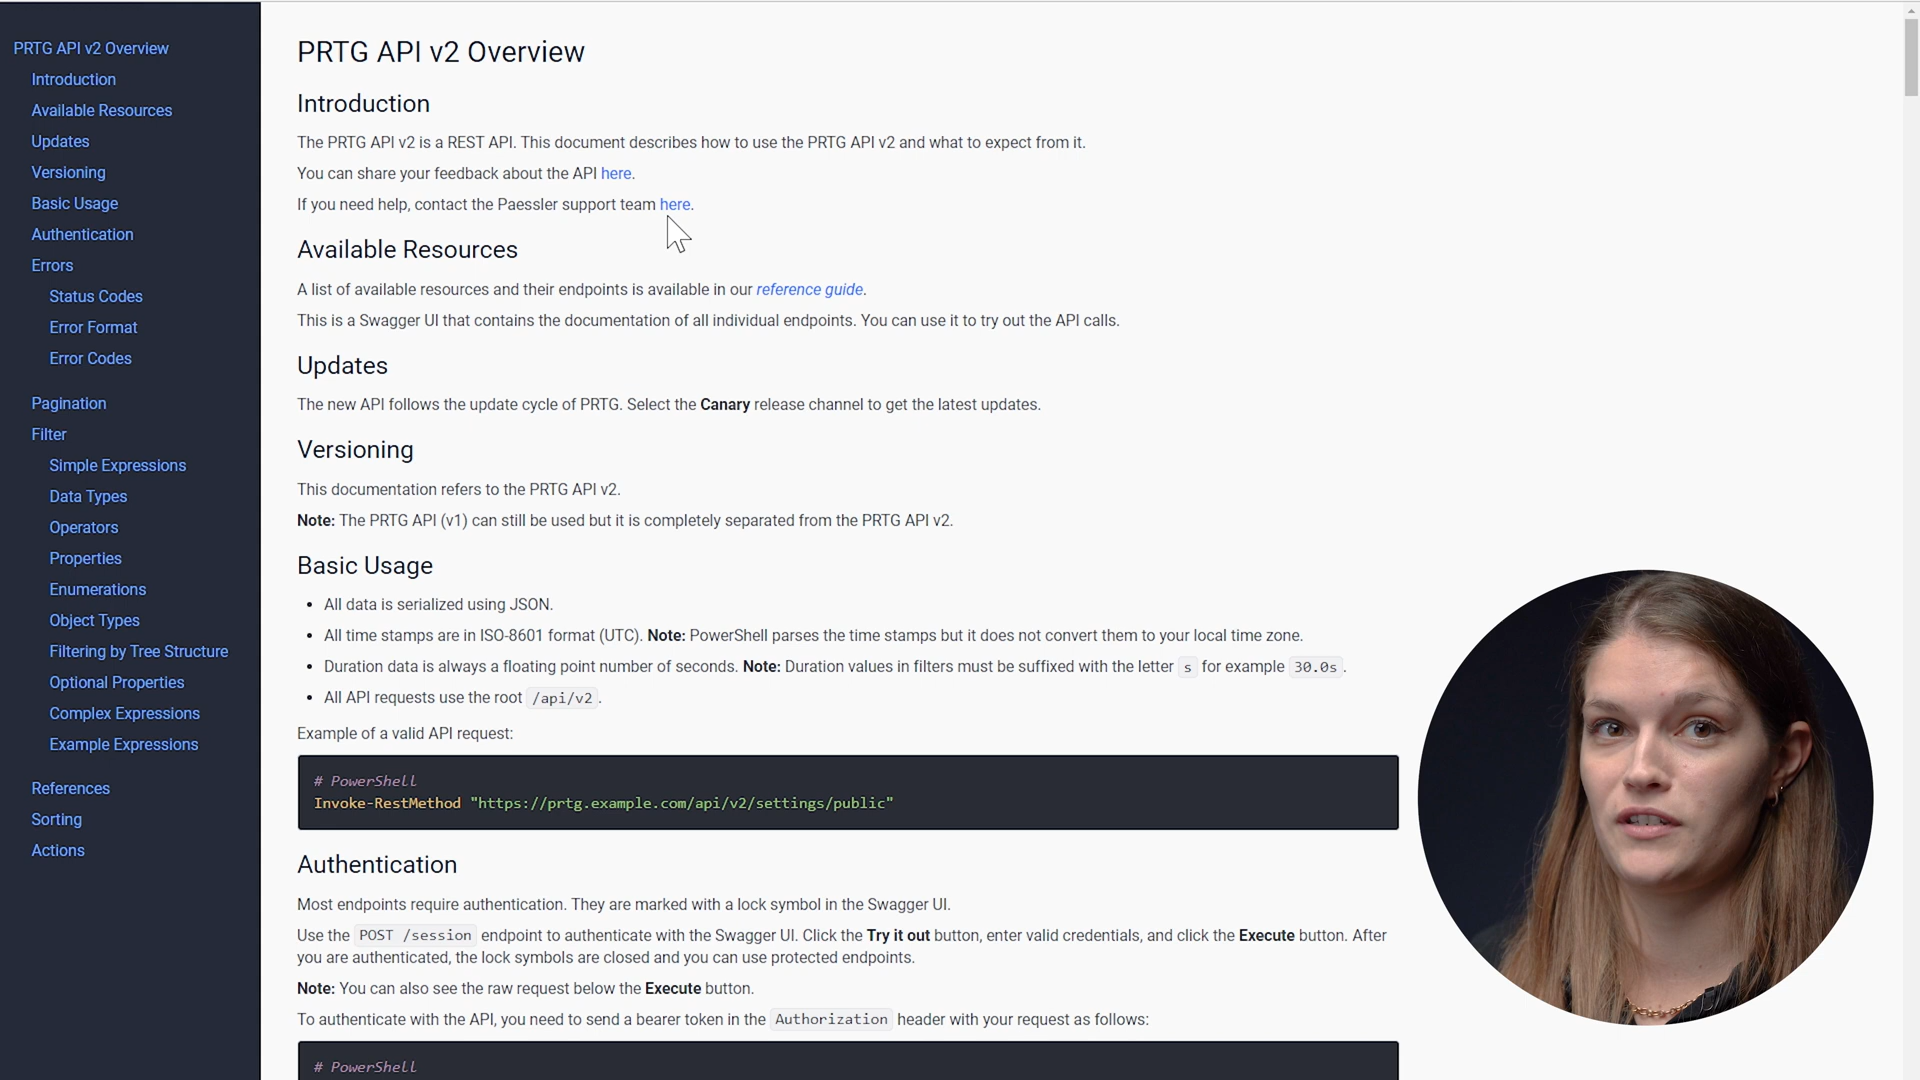 PRTG API v2 Overview
Introduction
Available Resources
Updates
Versioning
Basic Usage
Authentication
Errors
Status Codes
Error Format
Error Codes
Pagination
Filter
Simple Expressions
Data Types
Operators
Properties
Enumerations
Object Types
Filtering by Tree Structure
Optional Properties
Complex Expressions
Example Expressions
References
Sorting
Actions
PRTG API v2 Overview
Introduction
The PRTG API v2 is a REST API. This document describes how to use the PRTG API v2 and what to expect from it.
You can share your feedback about the API here.
If you need help, contact the Paessler support team here.
Available Resources
A list of available resources and their endpoints is available in our reference guide.
This is a Swagger UI that contains the documentation of all individual endpoints. You can use it to try out the API calls.
Updates
The new API follows the update cycle of PRTG. Select the Canary release channel to get the latest updates.
Versioning
This documentation refers to the PRTG API v2.
Note: The PRTG API (v1) can still be used but it is completely separated from the PRTG API v2.
Basic Usage
• All data is serialized using JSON.
• All time stamps are in ISO-8601 format (UTC). Note: PowerShell parses the time stamps but it does not convert them to your local time zone.
• Duration data is always a floating point number of seconds. Note: Duration values in filters must be suffixed with the letter s for example 30.0s.
• All API requests use the root /api/v2.
Example of a valid API request:
# PowerShell
Invoke-RestMethod "https://prtg.example.com/api/v2/settings/public"
Authentication
Most endpoints require authentication. They are marked with a lock symbol in the Swagger UI.
Use the POST /session endpoint to authenticate with the Swagger UI. Click the Try it out button, enter valid credentials, and click the Execute button. After
you are authenticated, the lock symbols are closed and you can use protected endpoints.
Note: You can also see the raw request below the Execute button.
To authenticate with the API, you need to send a bearer token in the Authorization header with your request as follows:
# PowerShell